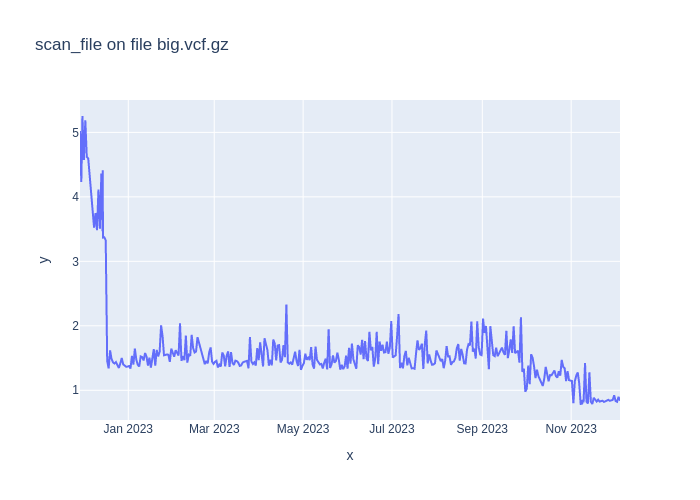 scan_file on file big.vcf.gz
5
4
3
2
1
y
Jan 2023
Mar 2023
May 2023
Jul 2023
Sep 2023
Nov 2023
x